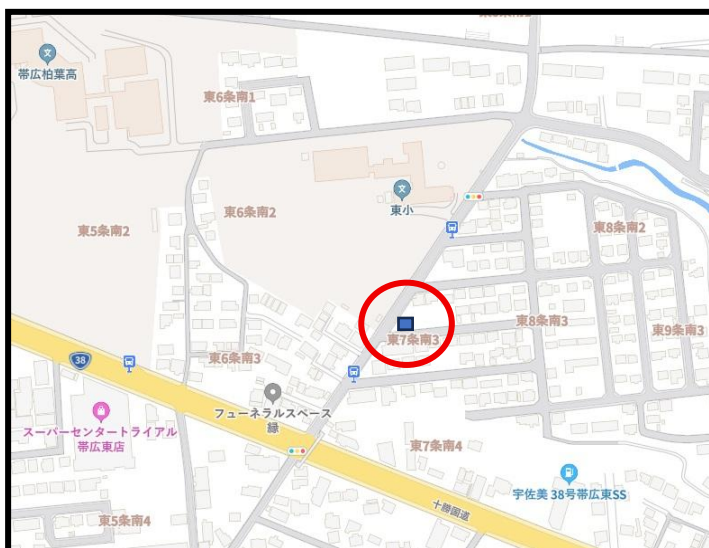 文
帯広柏葉高
東6条南1
文
東小
東6条南2
東5条南2
東8条南2
東7条南3
東8条南3
東9条南3
38
東6条南3
フューネラルスペース
縁
スーパーセンタートライアル
帯広東店
東7条南4
宇佐美 38号帯広東SS
十勝国道
東5条南4